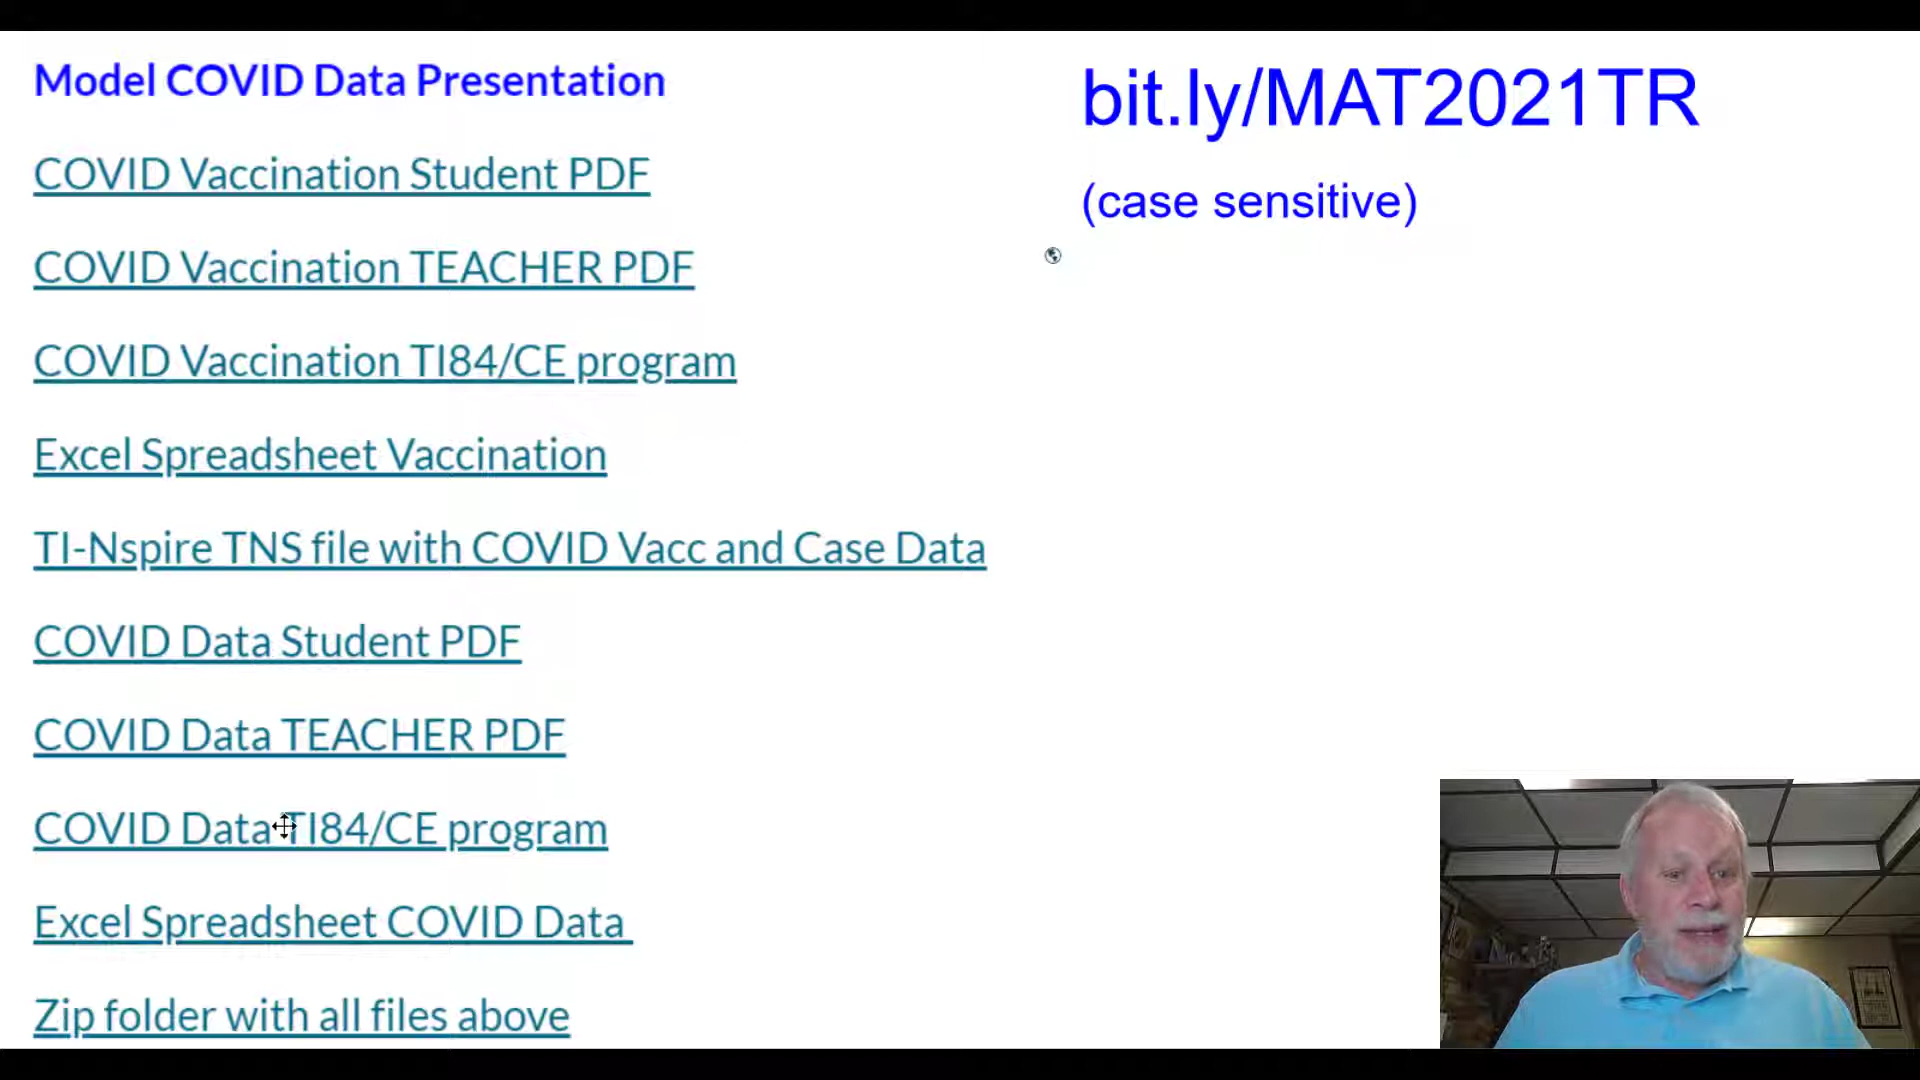 Model COVID Data Presentation
COVID Vaccination Student PDF
COVID Vaccination TEACHER PDF
COVID Vaccination TI84/CE program
Excel Spreadsheet Vaccination
TI-Nspire TNS file with COVID Vacc and Case Data
COVID Data Student PDF
COVID Data TEACHER PDF
COVID Data TI84/CE program
Excel Spreadsheet COVID Data
Zip folder with all files above
bit.ly/MAT2021TR
(case sensitive)